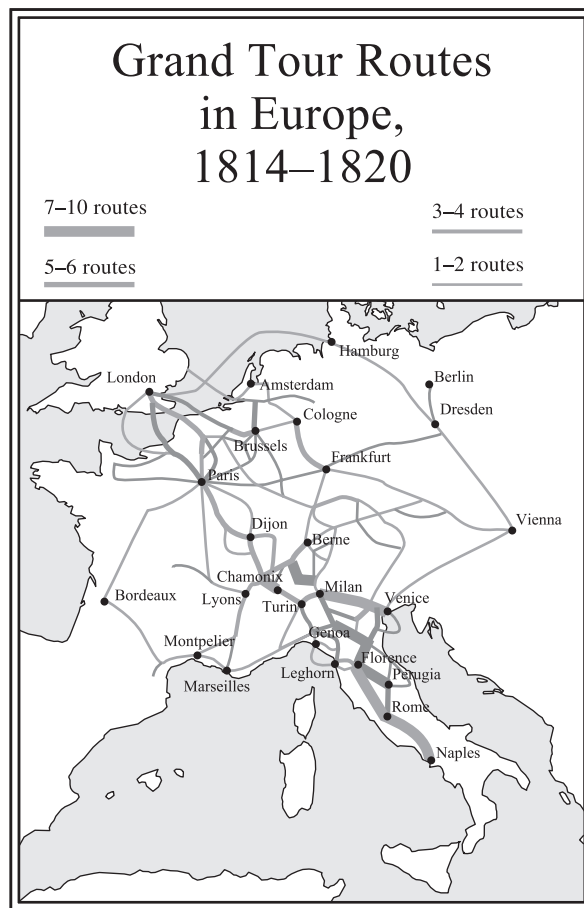 Grand Tour Routes
in Europe,
1814–1820
7–10 routes
3–4 routes
5–6 routes
1–2 routes
Hamburg
London
Amsterdam
Berlin
Cologne
Dresden
Brussels
Frankfurt
Paris
Dijon
Vienna
Berne
Chamonix
Milan
Bordeaux
Lyons
Turin
Venice
Genoa
Montpelier
Florence
Leghorn
Perugia
Marseilles
Rome
Naples